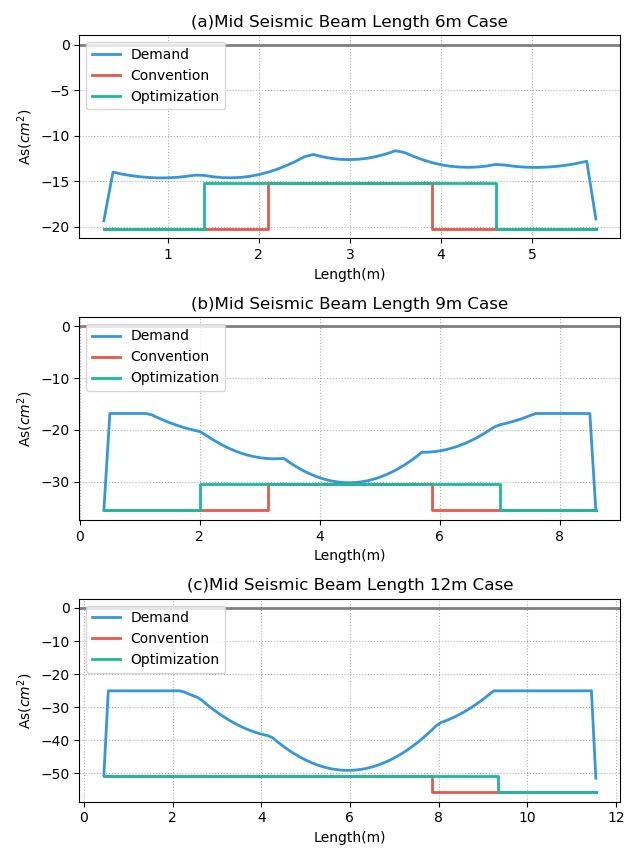 (a)Mid Seismic Beam Length 6m Case
0
−5
−10
−15
−20
As(cm²)
Demand
Convention
Optimization
1 2 3 4 5
Length(m)
(b)Mid Seismic Beam Length 9m Case
0
−10
−20
−30
As(cm²)
Demand
Convention
Optimization
0 2 4 6 8
Length(m)
(c)Mid Seismic Beam Length 12m Case
0
−10
−20
−30
−40
−50
As(cm²)
Demand
Convention
Optimization
0 2 4 6 8 10 12
Length(m)